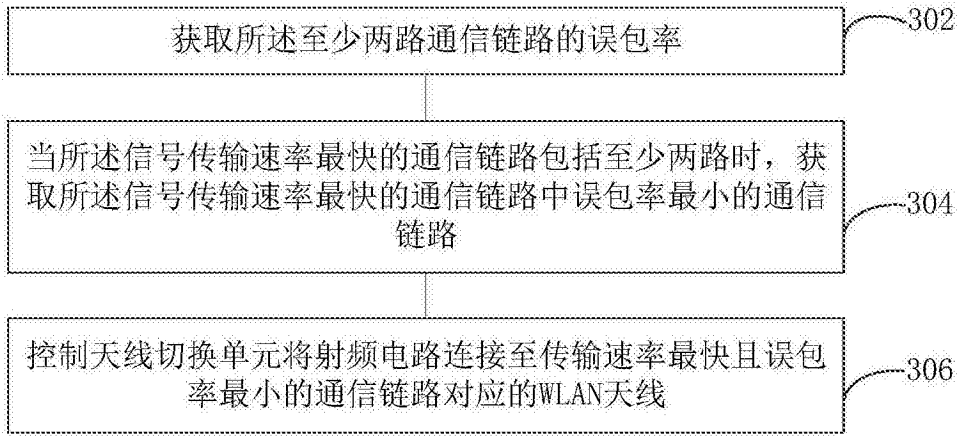 获取所述至少两路通信链路的误包率
302
当所述信号传输速率最快的通信链路包括至少两路时，获
取所述信号传输速率最快的通信链路中误包率最小的通信
链路
304
控制天线切换单元将射频电路连接至传输速率最快且误包
率最小的通信链路对应的WLAN天线
306